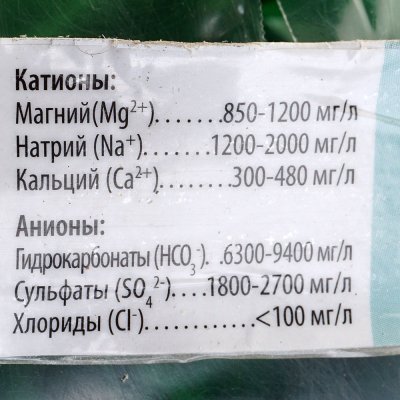 Катионы:
Магний(Mg²⁺).......850-1200 мг/л
Натрий (Na⁺).......1200-2000 мг/л
Кальций (Ca²⁺).......300-480 мг/л
Анионы:
Гидрокарбонаты (HCO₃⁻). .6300-9400 мг/л
Сульфаты (SO₄²⁻).....1800-2700 мг/л
Хлориды (Cl⁻)............<100 мг/л